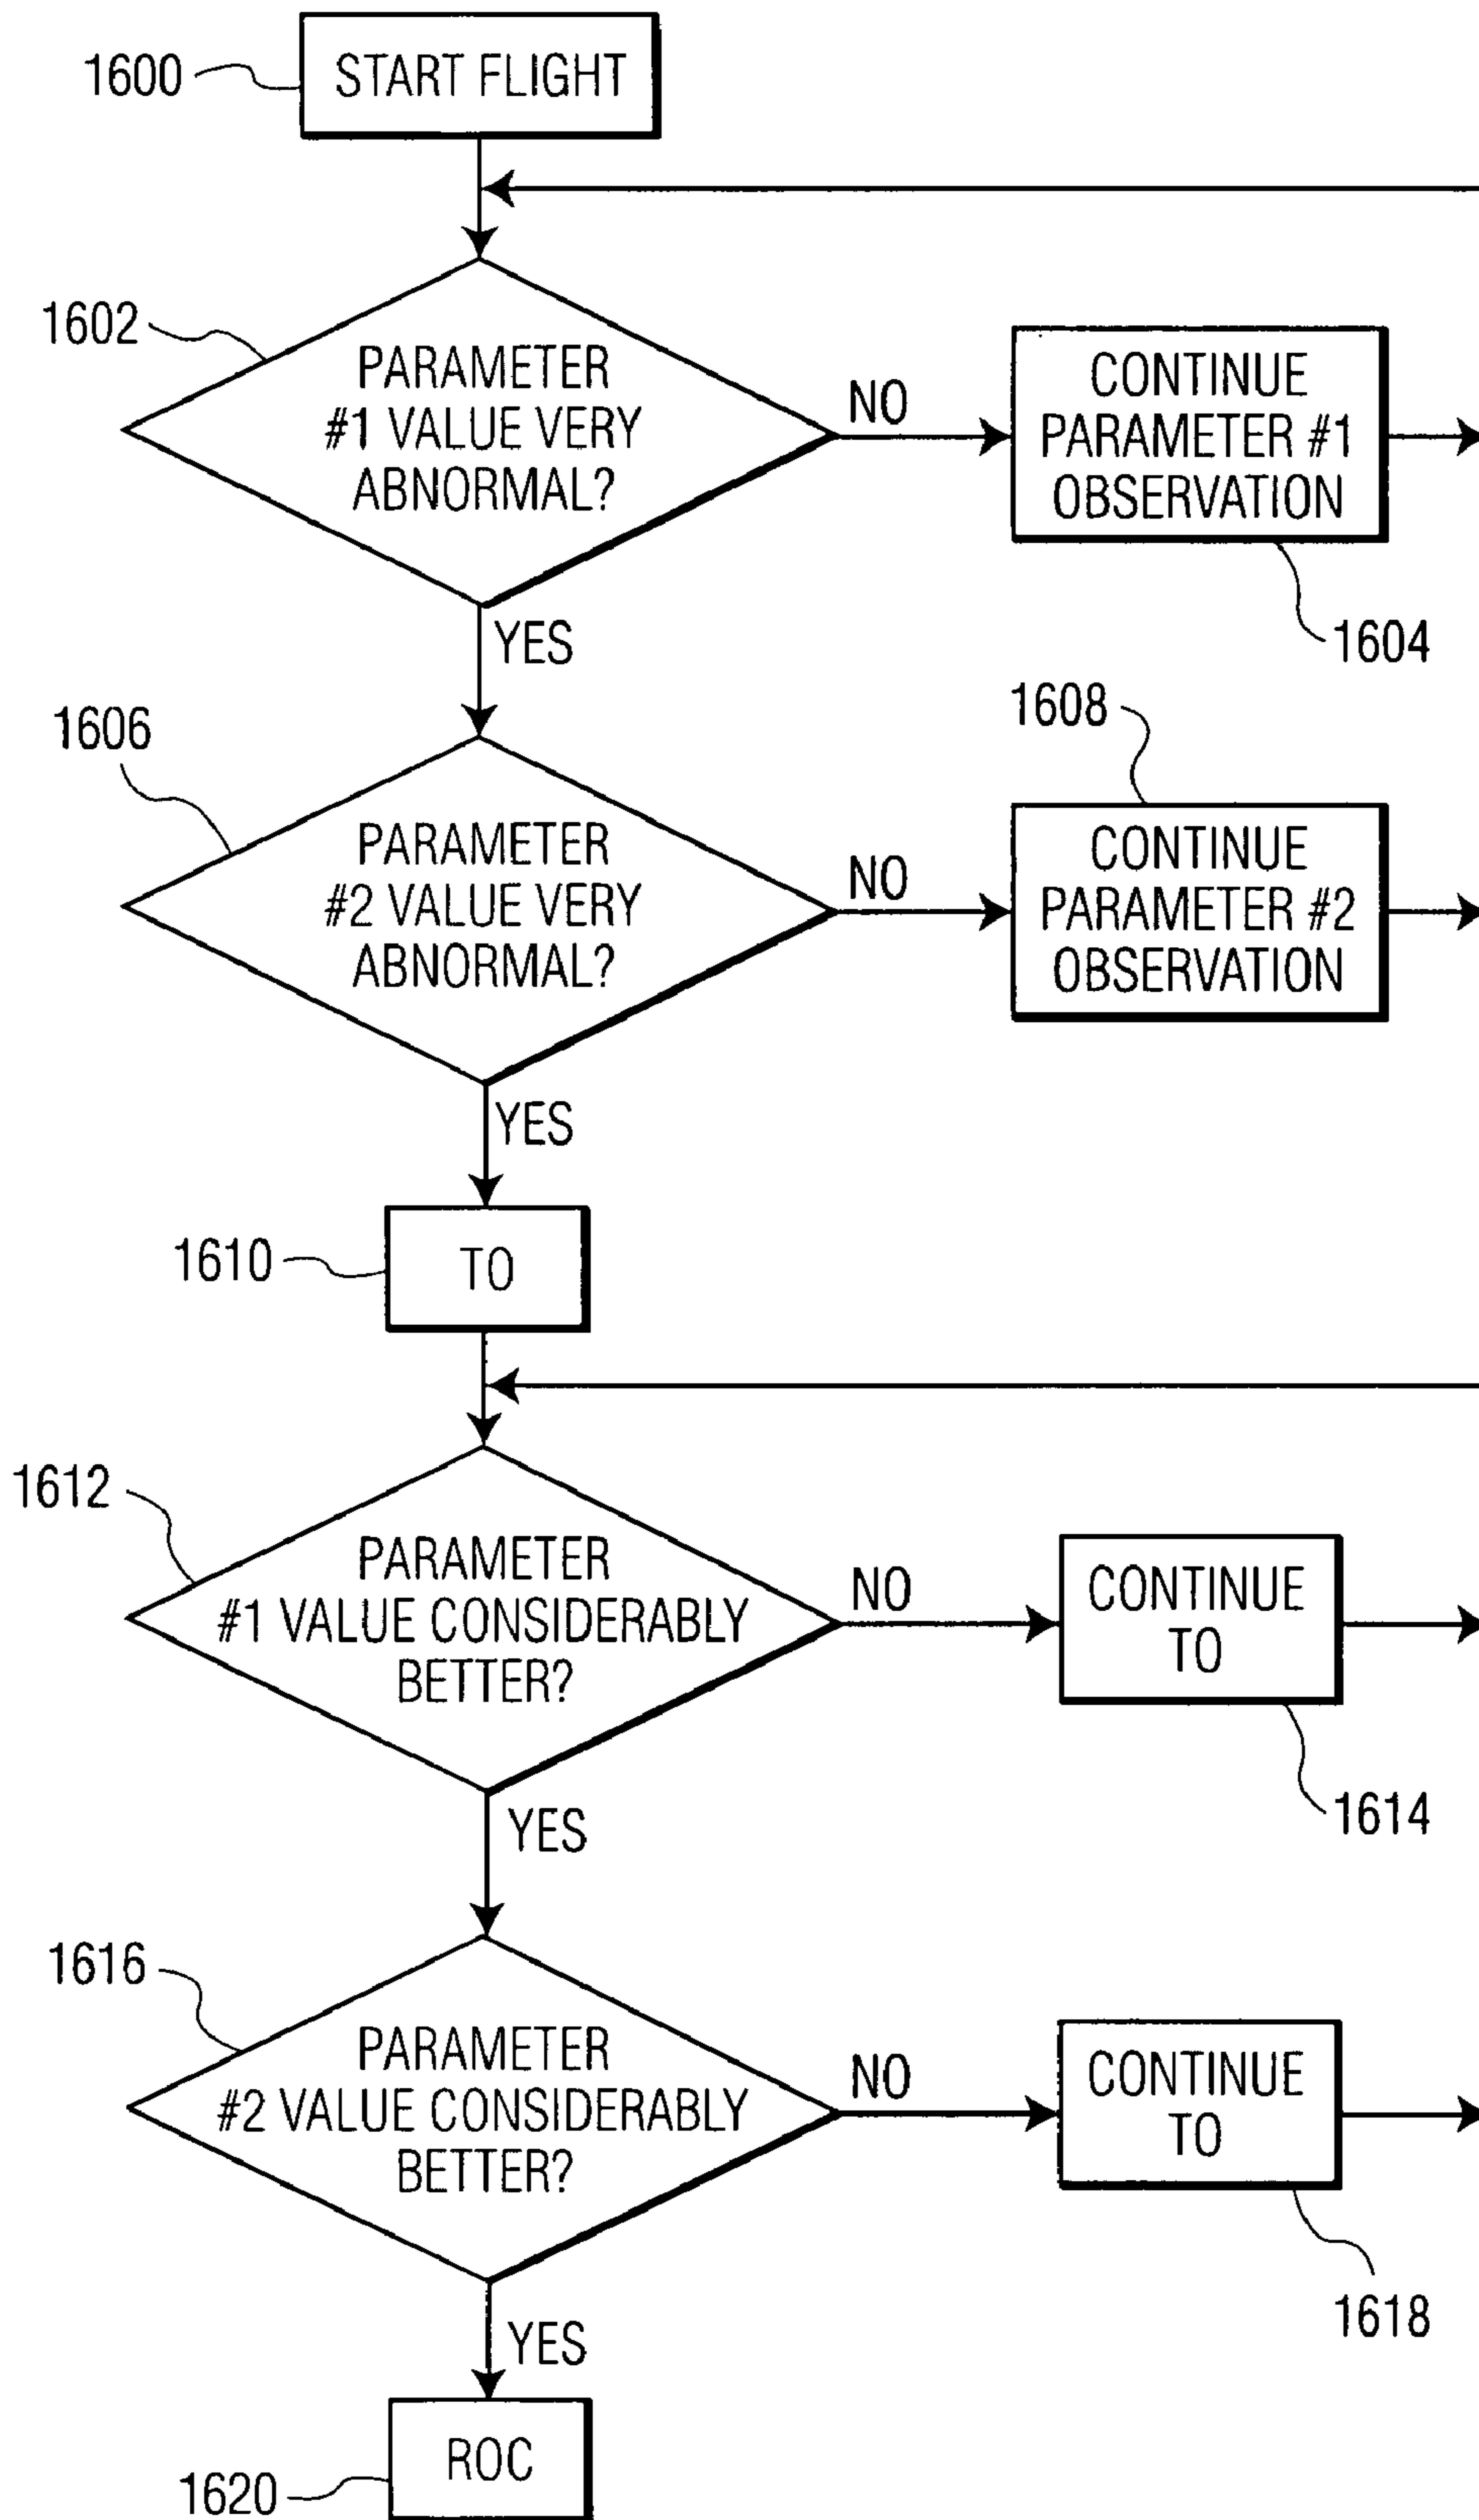 1600
START FLIGHT
1602
PARAMETER
#1 VALUE VERY
ABNORMAL?
NO
CONTINUE
PARAMETER #1
OBSERVATION
1604
YES
1606
PARAMETER
#2 VALUE VERY
ABNORMAL?
NO
1608
CONTINUE
PARAMETER #2
OBSERVATION
YES
1610
TO
1612
PARAMETER
#1 VALUE CONSIDERABLY
BETTER?
NO
CONTINUE
TO
1614
YES
1616
PARAMETER
#2 VALUE CONSIDERABLY
BETTER?
NO
CONTINUE
TO
1618
YES
ROC
1620